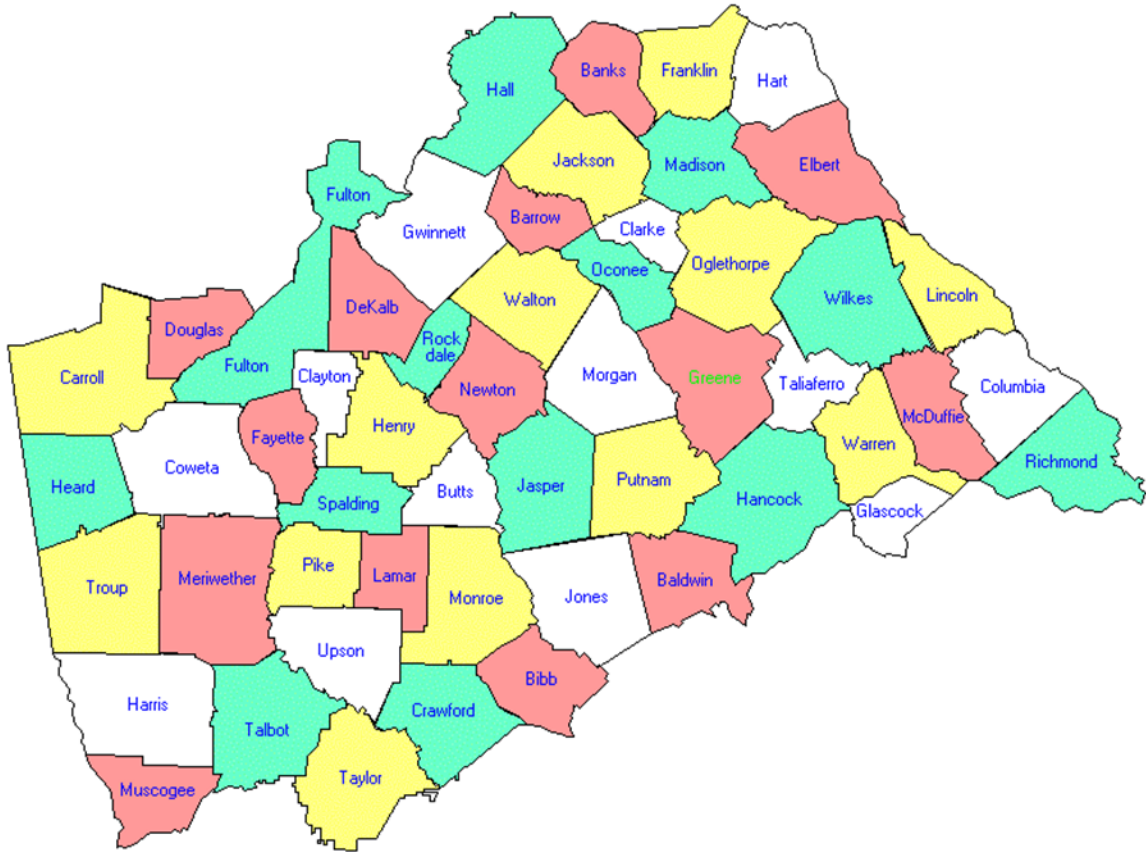 Hall
Banks
Franklin
Hart
Jackson
Madison
Elbert
Fulton
Gwinnett
Barrow
Clarke
Oconee
Oglethorpe
Wilkes
Lincoln
Walton
DeKalb
Douglas
Rock
dale
Fulton
Carroll
Clayton
Newton
Morgan
Greene
Taliaferro
Columbia
McDuffie
Henry
Fayette
Warren
Coweta
Heard
Spalding
Butts
Jasper
Putnam
Hancock
Richmond
Glascock
Troup
Meriwether
Pike
Lamar
Monroe
Jones
Baldwin
Upson
Bibb
Harris
Talbot
Crawford
Taylor
Muscogee